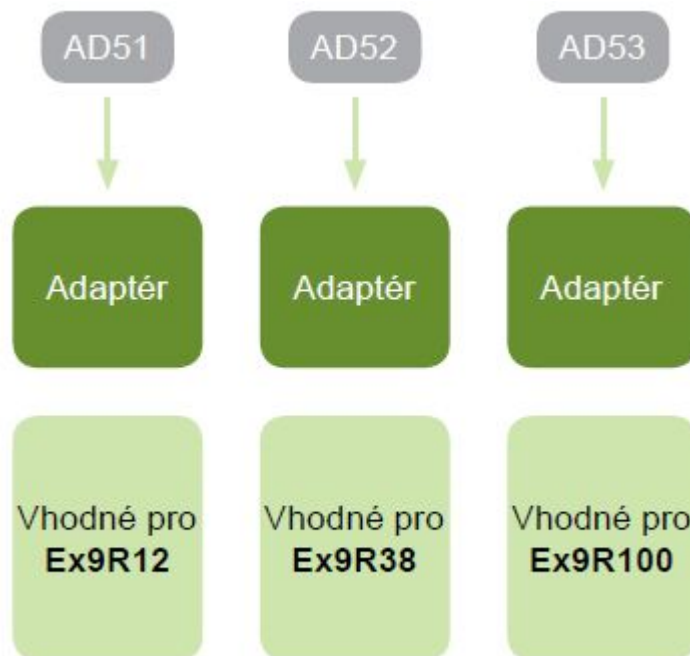 AD51 AD52 AD53
Adaptér Adaptér Adaptér
Vhodné pro Vhodné pro Vhodné pro
Ex9R12 Ex9R38 Ex9R100